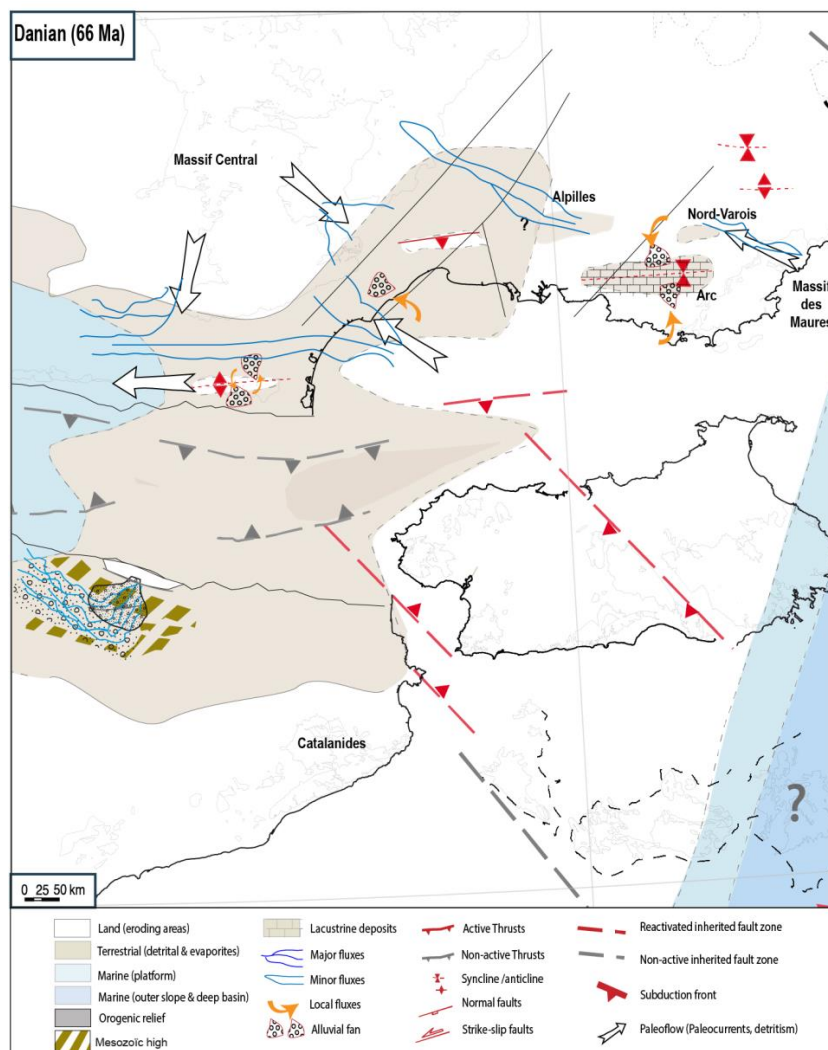 Danian (66 Ma)
Massif Central
Alpilles
?
Nord-Varois
Massif
des
Maures
Arc
Catalanides
?
0 25 50 km
Land (eroding areas)
Terrestrial (detrital & evaporites)
Marine (platform)
Marine (outer slope & deep basin)
Orogenic relief
Mesozoïc high
Lacustrine deposits
Major fluxes
Minor fluxes
Local fluxes
Alluvial fan
Active Thrusts
Non-active Thrusts
Syncline /anticline
Normal faults
Strike-slip faults
Reactivated inherited fault zone
Non-active inherited fault zone
Subduction front
Paleoflow (Paleocurrents, detritism)